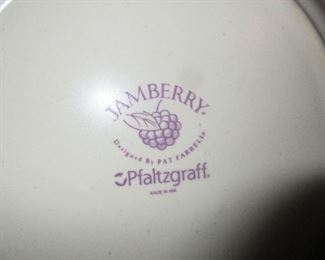 JAMBERRY®
Designed By PAT FARRELL®
Pfaltzgraff®
MADE IN USA